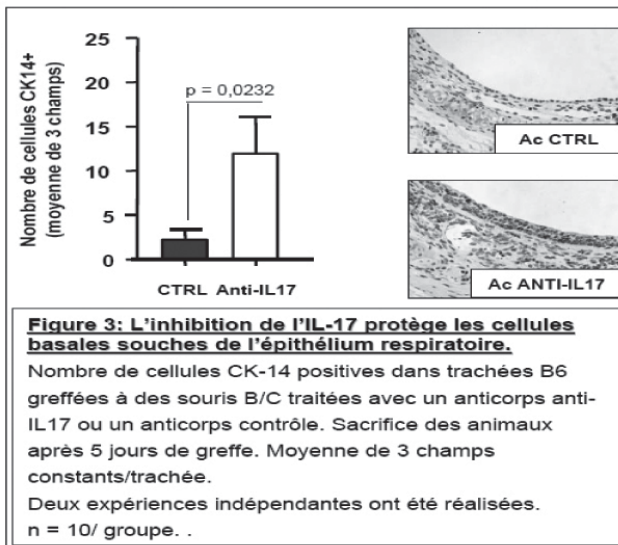 25
20
15
10
5
0
Nombre de cellules CK14+
(moyenne de 3 champs)
p = 0,0232
CTRL Anti-IL17
Ac CTRL
Ac ANTI-IL17
Figure 3: L'inhibition de l'IL-17 protège les cellules
basales souches de l'épithélium respiratoire.
Nombre de cellules CK-14 positives dans trachées B6
greffées à des souris B/C traitées avec un anticorps anti-
IL17 ou un anticorps contrôle. Sacrifice des animaux
après 5 jours de greffe. Moyenne de 3 champs
constants/trachée.
Deux expériences indépendantes ont été réalisées.
n = 10/ groupe. .